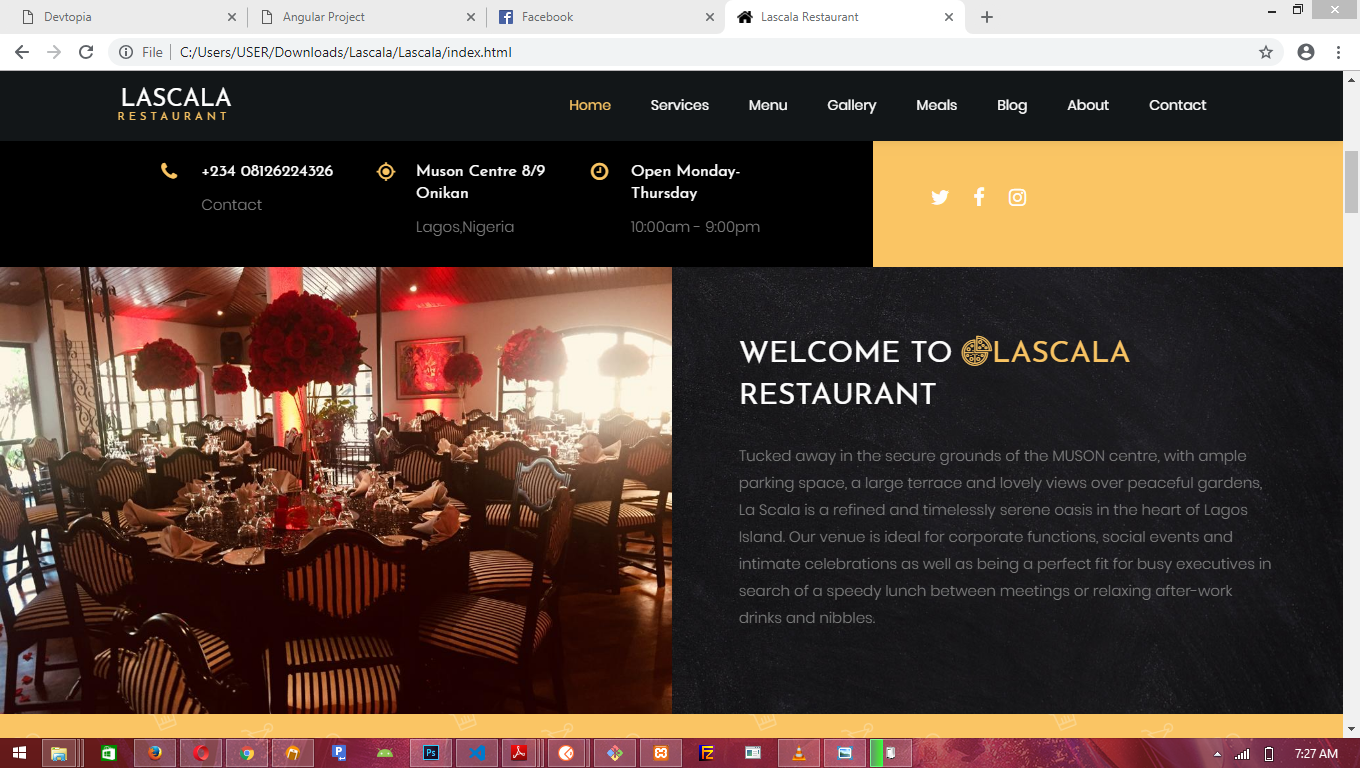 Devtopia
Angular Project
Facebook
Lascala Restaurant
File
C:/Users/USER/Downloads/Lascala/Lascala/index.html
LASCALA
RESTAURANT
Home
Services
Menu
Gallery
Meals
Blog
About
Contact
+234 08126224326
Contact
Muson Centre 8/9
Onikan
Lagos,Nigeria
Open Monday-
Thursday
10:00am - 9:00pm
WELCOME TO LASCALA
RESTAURANT
Tucked away in the secure grounds of the MUSON centre, with ample
parking space, a large terrace and lovely views over peaceful gardens,
La Scala is a refined and timelessly serene oasis in the heart of Lagos
Island. Our venue is ideal for corporate functions, social events and
intimate celebrations as well as being a perfect fit for busy executives in
search of a speedy lunch between meetings or relaxing after-work
drinks and nibbles.
Ps
7:27 AM